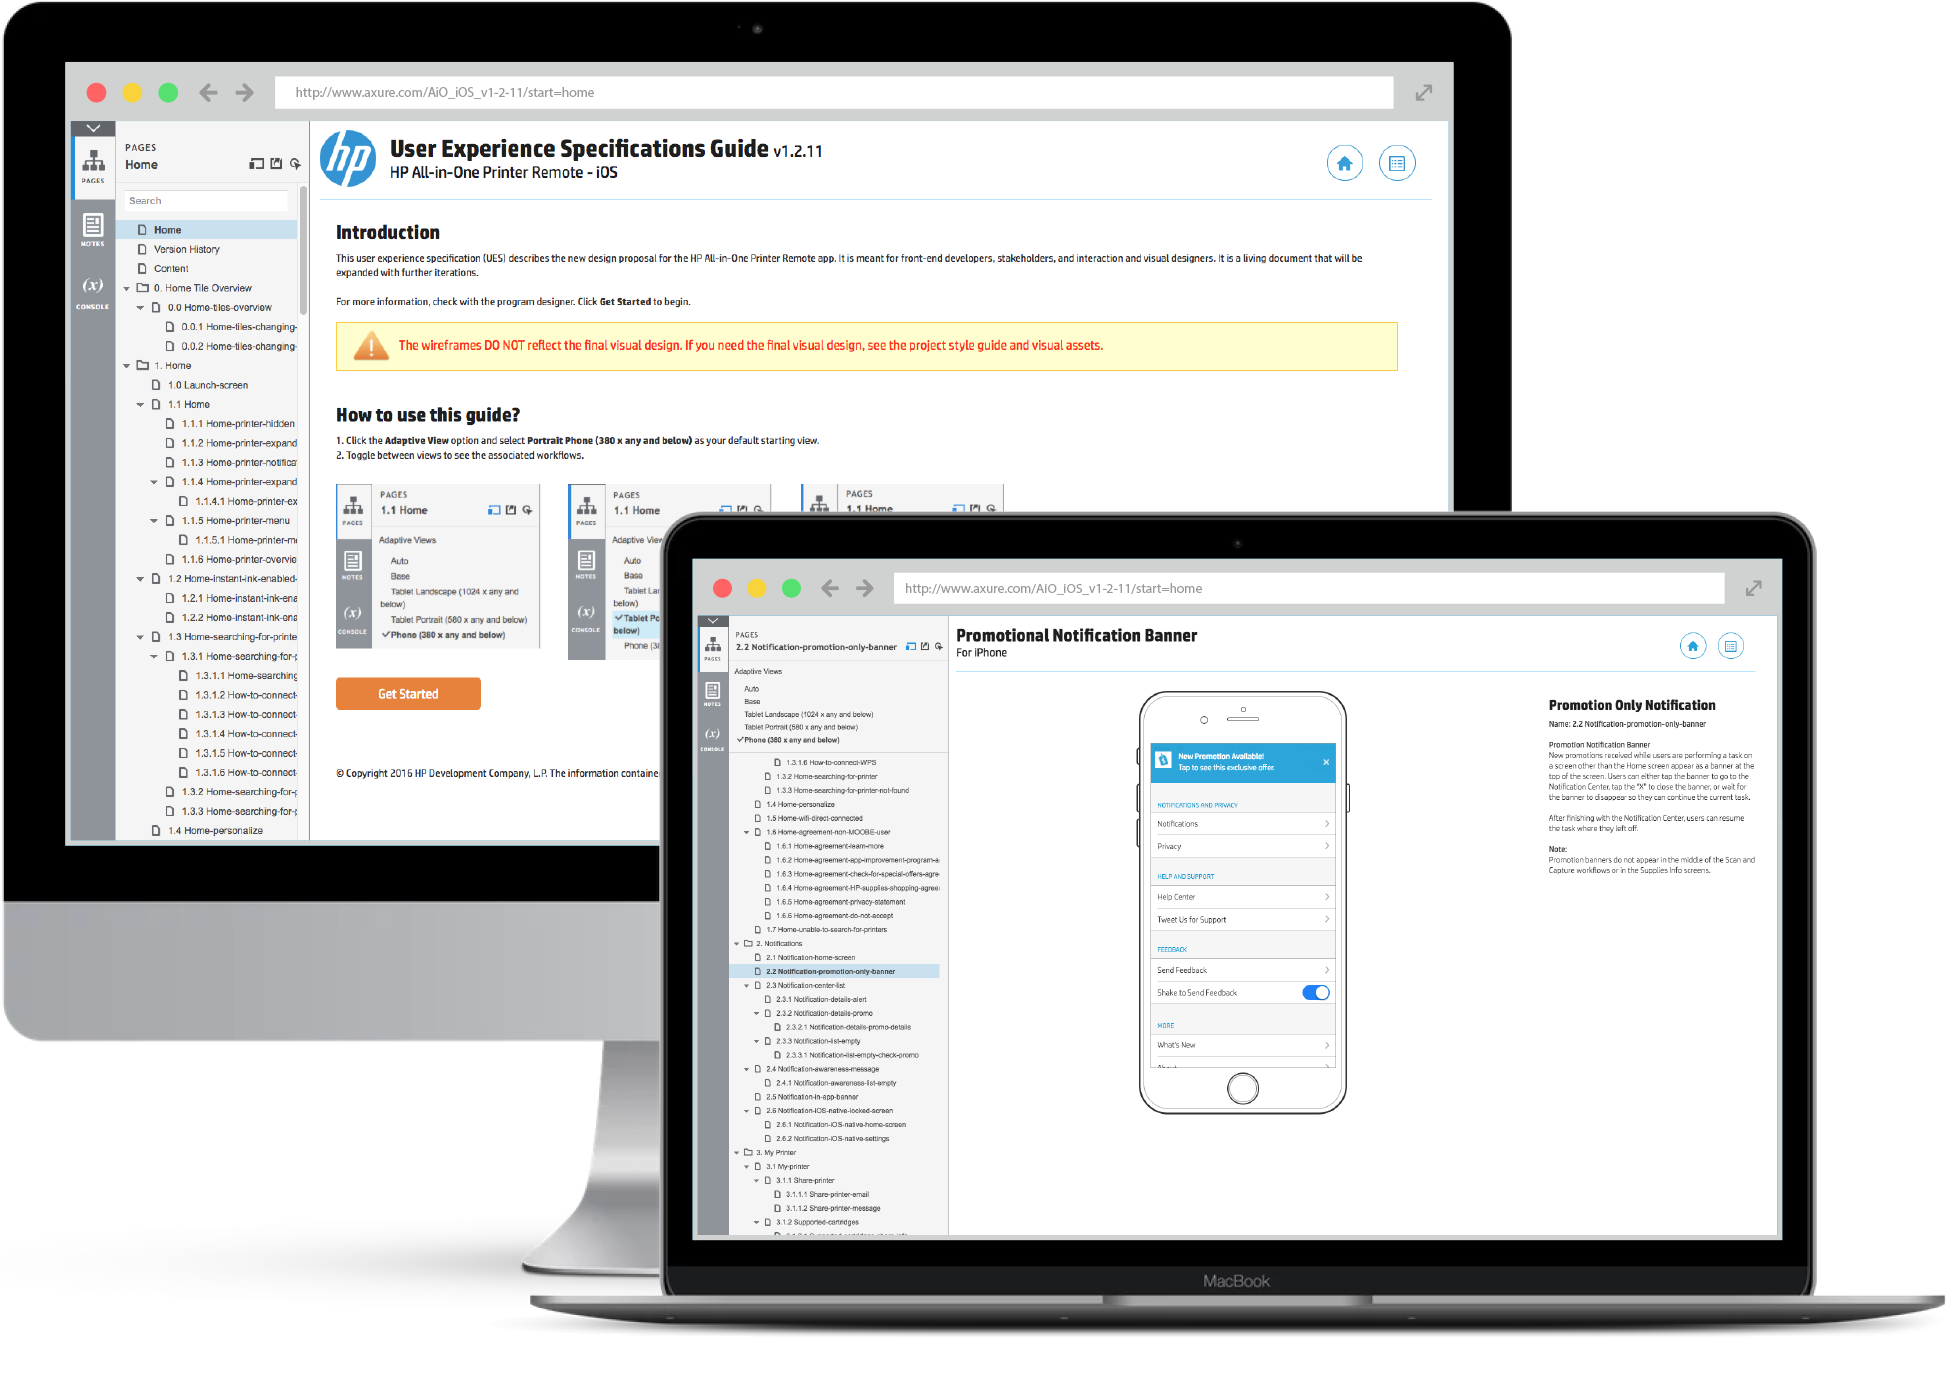 http://www.axure.com/AiO_iOS_v1-2-11/start=home
PAGES
Home
PAGES
Search
NOTES
(x)
CONSOLE
Home
Version History
Content
0. Home Tile Overview
0.0 Home-tiles-overview
0.0.1 Home-tiles-changing-
0.0.2 Home-tiles-changing-
1. Home
1.0 Launch-screen
1.1 Home
1.1.1 Home-printer-hidden
1.1.2 Home-printer-expand
1.1.3 Home-printer-notifica
1.1.4 Home-printer-expand
1.1.4.1 Home-printer-ex
1.1.5 Home-printer-menu
1.1.5.1 Home-printer-m
1.1.6 Home-printer-overvie
1.2 Home-instant-ink-enabled-
1.2.1 Home-instant-ink-ena
1.2.2 Home-instant-ink-ena
1.3 Home-searching-for-printe
1.3.1 Home-searching-for-p
1.3.1.1 Home-searching
1.3.1.2 How-to-connect-
1.3.1.3 How-to-connect-
1.3.1.4 How-to-connect-
1.3.1.5 How-to-connect-
1.3.1.6 How-to-connect-
1.3.2 Home-searching-for-p
1.3.3 Home-searching-for-p
1.4 Home-personalize
hp
User Experience Specifications Guide v1.2.11
HP All-in-One Printer Remote - iOS
Introduction
This user experience specification (UES) describes the new design proposal for the HP All-in-One Printer Remote app. It is meant for front-end developers, stakeholders, and interaction and visual designers. It is a living document that will be
expanded with further iterations.
For more information, check with the program designer. Click Get Started to begin.
The wireframes DO NOT reflect the final visual design. If you need the final visual design, see the project style guide and visual assets.
How to use this guide?
1. Click the Adaptive View option and select Portrait Phone (380 x any and below) as your default starting view.
2. Toggle between views to see the associated workflows.
PAGES
1.1 Home
PAGES
Adaptive Views
Auto
NOTES
Base
Tablet Landscape (1024 x any and
below)
(x)
Tablet Portrait (580 x any and below)
CONSOLE
Phone (380 x any and below)
PAGES
1.1 Home
PAGES
Adaptive View
Auto
NOTES
Base
Tablet La
below)
(x)
Tablet Po
CONSOLE
below)
Phone (38
PAGES
1.1 Home
Get Started
© Copyright 2016 HP Development Company, L.P. The information containe
http://www.axure.com/AiO_iOS_v1-2-11/start=home
PAGES
2.2 Notification-promotion-only-banner
PAGES
NOTES
(x)
CONSOLE
Adaptive Views
Auto
Base
Tablet Landscape (1024 x any and below)
Tablet Portrait (580 x any and below)
Phone (380 x any and below)
1.3.1.6 How-to-connect-WPS
1.3.2 Home-searching-for-printer
1.3.3 Home-searching-for-printer-not-found
1.4 Home-personalize
1.5 Home-wifi-direct-connected
1.6 Home-agreement-non-MOOBE-user
1.6.1 Home-agreement-learn-more
1.6.2 Home-agreement-app-improvement-program-a
1.6.3 Home-agreement-check-for-special-offers-agre
1.6.4 Home-agreement-HP-supplies-shopping-agree
1.6.5 Home-agreement-privacy-statement
1.6.6 Home-agreement-do-not-accept
1.7 Home-unable-to-search-for-printers
2. Notifications
2.1 Notification-home-screen
2.2 Notification-promotion-only-banner
2.3 Notification-center-list
2.3.1 Notification-details-alert
2.3.2 Notification-details-promo
2.3.2.1 Notification-details-promo-details
2.3.3 Notification-list-empty
2.3.3.1 Notification-list-empty-check-promo
2.4 Notification-awareness-message
2.4.1 Notification-awareness-list-empty
2.5 Notification-in-app-banner
2.6 Notification-iOS-native-locked-screen
2.6.1 Notification-iOS-native-home-screen
2.6.2 Notification-iOS-native-settings
3. My Printer
3.1 My-printer
3.1.1 Share-printer
3.1.1.1 Share-printer-email
3.1.1.2 Share-printer-message
3.1.2 Supported-cartridges
Promotional Notification Banner
For iPhone
New Promotion Available!
Tap to see this exclusive offer.
NOTIFICATIONS AND PRIVACY
Notifications
Privacy
HELP AND SUPPORT
Help Center
Tweet Us for Support
FEEDBACK
Send Feedback
Shake to Send Feedback
MORE
What's New
About
Promotion Only Notification
Name: 2.2 Notification-promotion-only-banner
Promotion Notification Banner
New promotions received while users are performing a task on
a screen other than the Home screen appear as a banner at the
top of the screen. Users can either tap the banner to go to the
Notification Center, tap the "X" to close the banner, or wait for
the banner to disappear so they can continue the current task.
After finishing with the Notification Center, users can resume
the task where they left off.
Note:
Promotion banners do not appear in the middle of the Scan and
Capture workflows or in the Supplies Info screens.
MacBook